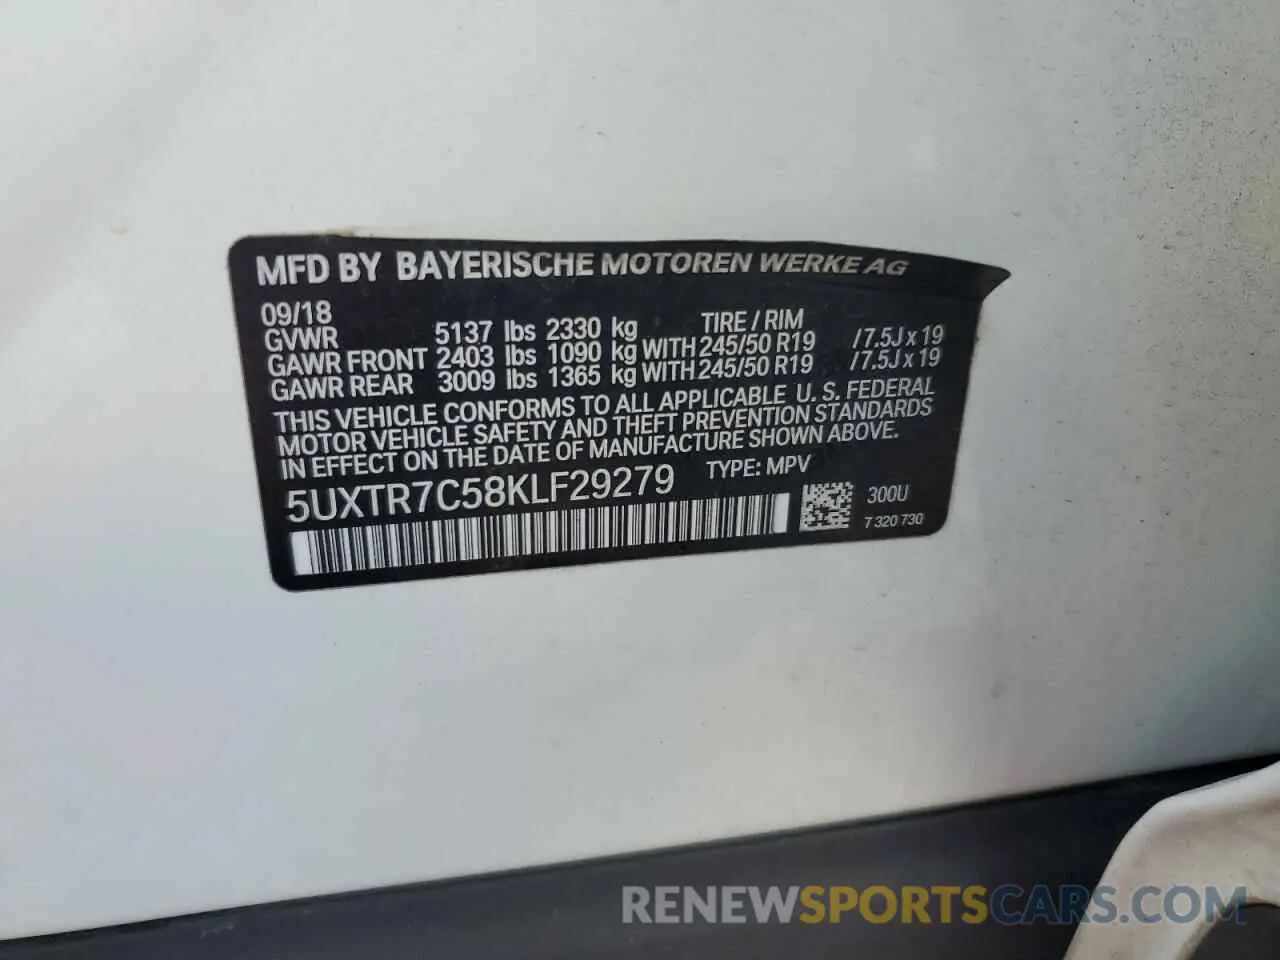 MFD BY BAYERISCHE MOTOREN WERKE AG
09/18 TIRE / RIM
GVWR 5137 lbs 2330 kg
GAWR FRONT 2403 lbs 1090 kg WITH 245/50 R19 /7.5J x 19
GAWR REAR 3009 lbs 1365 kg WITH 245/50 R19 /7.5J x 19
THIS VEHICLE CONFORMS TO ALL APPLICABLE U. S. FEDERAL
MOTOR VEHICLE SAFETY AND THEFT PREVENTION STANDARDS
IN EFFECT ON THE DATE OF MANUFACTURE SHOWN ABOVE.
5UXTR7C58KLF29279 TYPE: MPV
300U
7 320 730
RENEWSPORTSCARS.COM